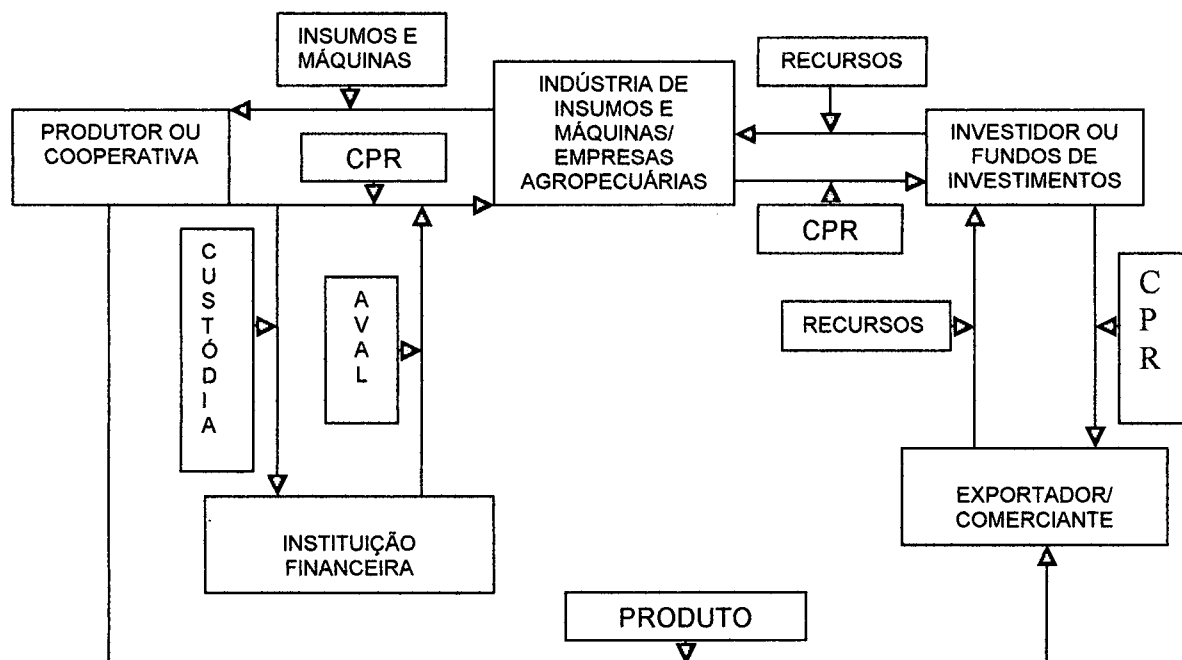 INSUMOS E
MÁQUINAS
INDÚSTRIA DE
INSUMOS E
MÁQUINAS/
EMPRESAS
AGROPECUÁRIAS
RECURSOS
PRODUTOR OU
COOPERATIVA
CPR
INVESTIDOR OU
FUNDOS DE
INVESTIMENTOS
CPR
C
U
S
T
Ó
D
I
A
A
V
A
L
RECURSOS
C
P
R
INSTITUIÇÃO
FINANCEIRA
EXPORTADOR/
COMERCIANTE
PRODUTO